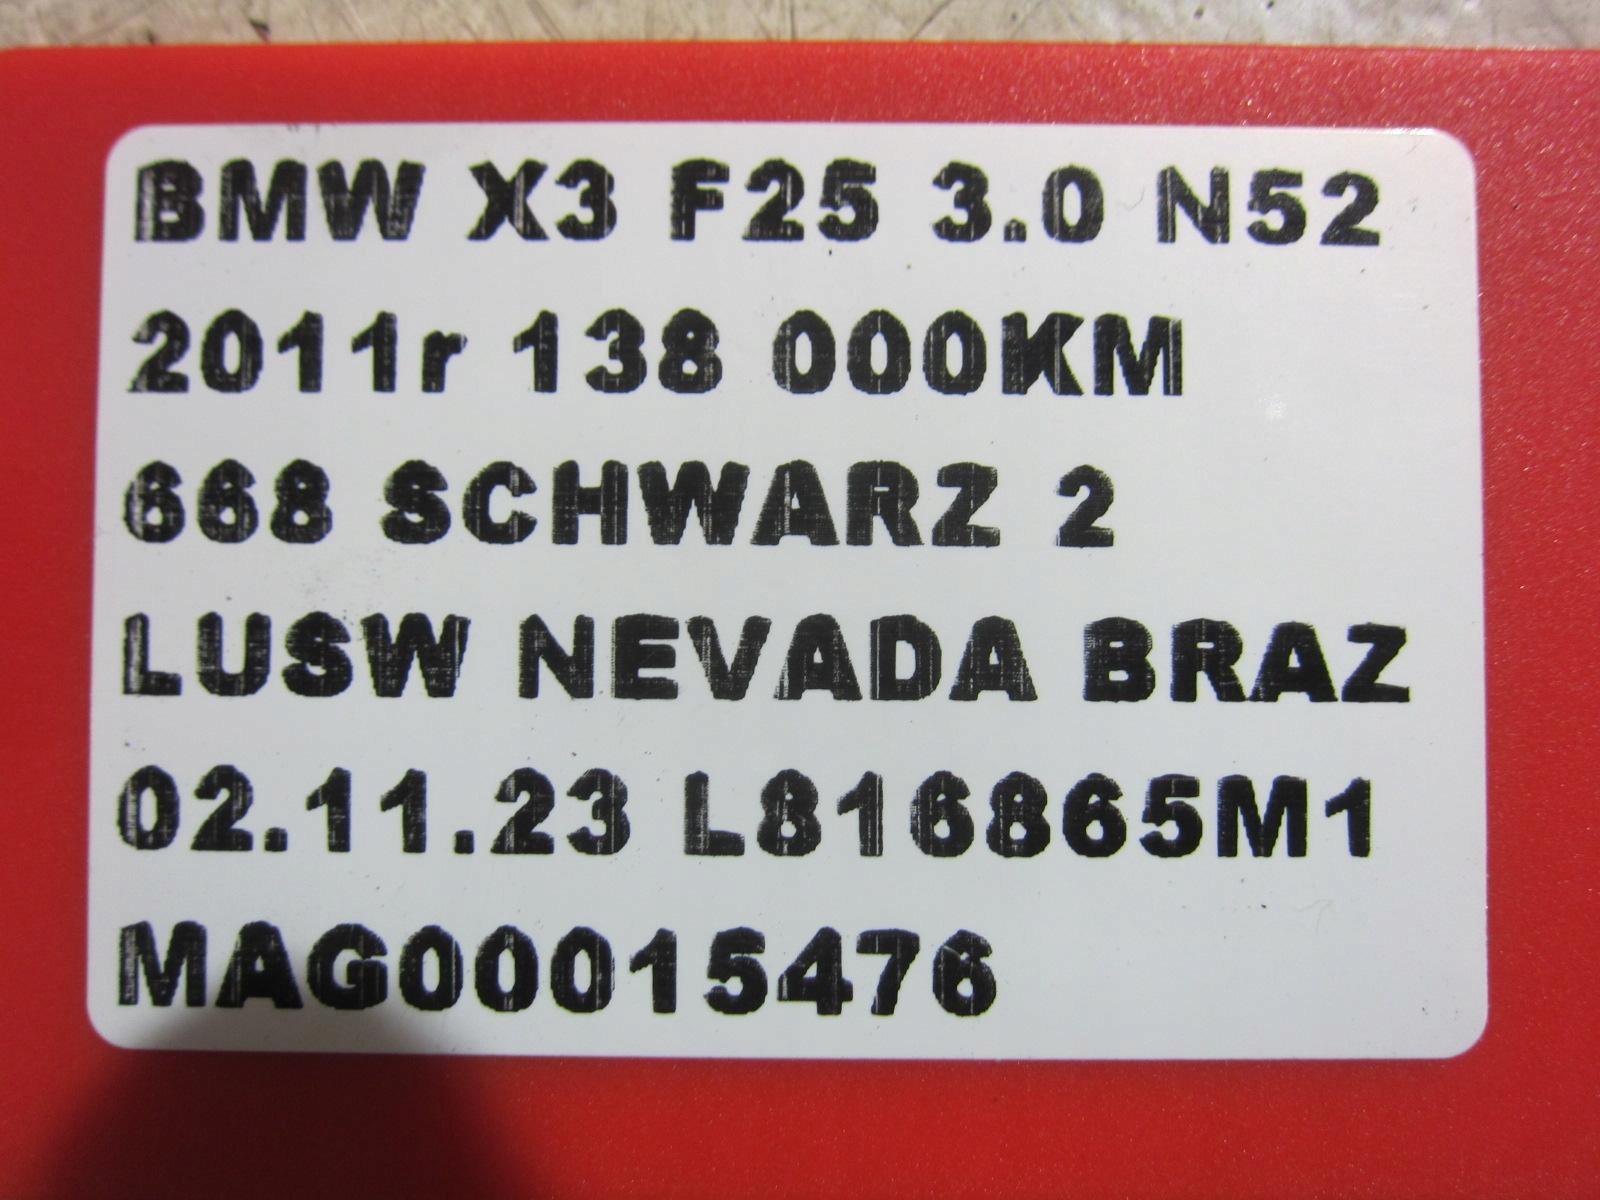 BMW X3 F25 3.0 N52
2011r 138 000KM
668 SCHWARZ 2
LUSW NEVADA BRAZ
02.11.23 L816865M1
MAG00015476